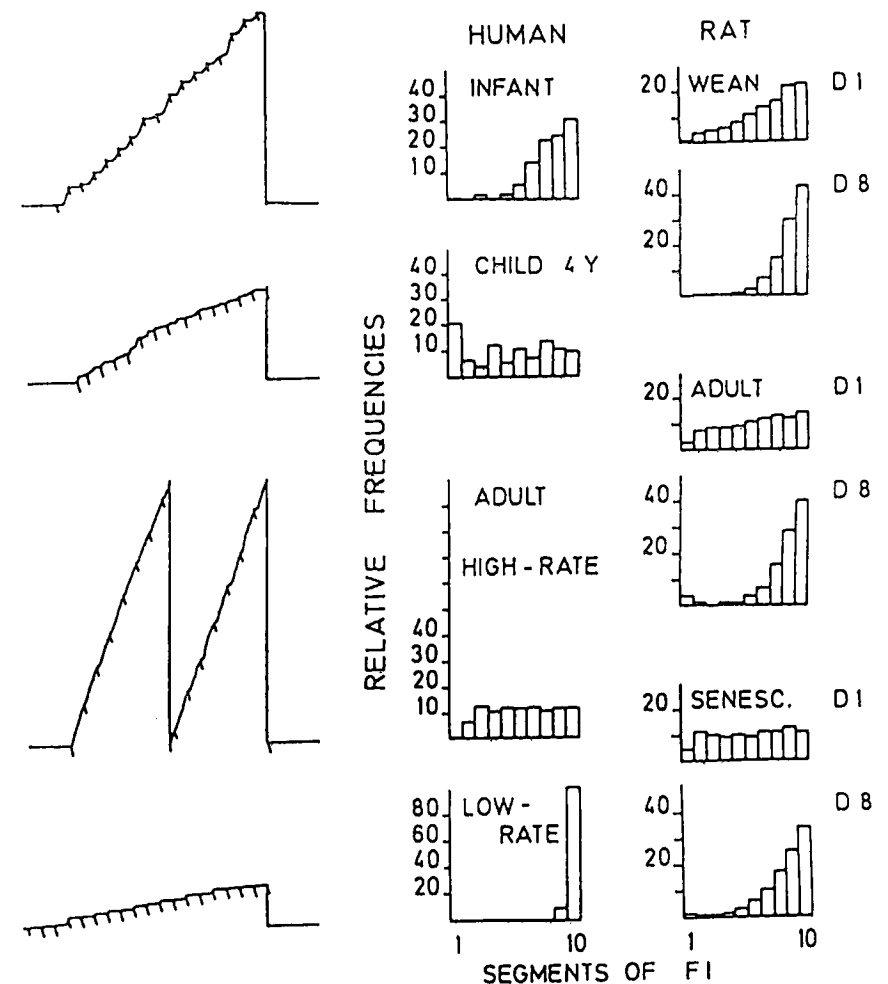 HUMAN
RAT
40
30
20
10
INFANT
20
WEAN
D 1
40
20
D 8
40
30
20
10
CHILD 4 Y
20
ADULT
D 1
RELATIVE FREQUENCIES
ADULT
HIGH - RATE
40
30
20
10
40
20
D 8
20
SENESC.
D 1
80
60
40
20
LOW -
RATE
40
20
D 8
1 10
1 10
SEGMENTS OF FI